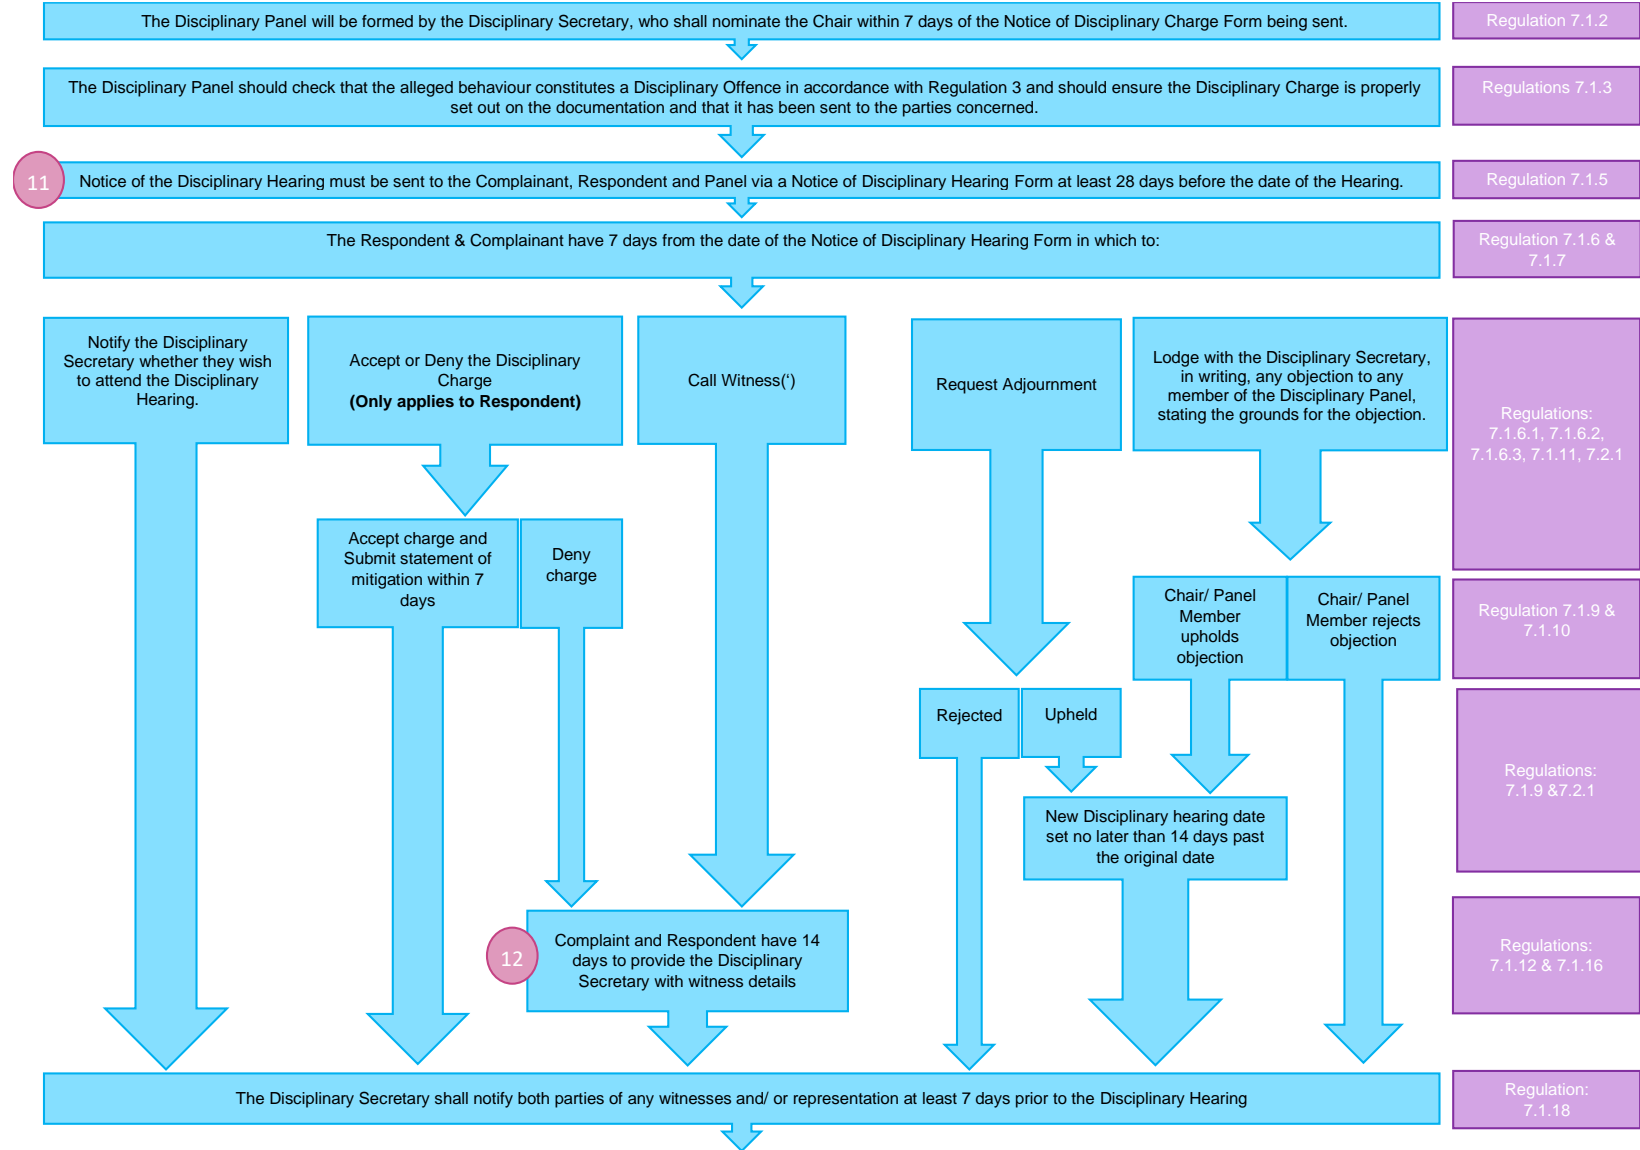 The Disciplinary Panel will be formed by the Disciplinary Secretary, who shall nominate the Chair within 7 days of the Notice of Disciplinary Charge Form being sent.
Regulation 7.1.2
The Disciplinary Panel should check that the alleged behaviour constitutes a Disciplinary Offence in accordance with Regulation 3 and should ensure the Disciplinary Charge is properly
set out on the documentation and that it has been sent to the parties concerned.
Regulations 7.1.3
11
Notice of the Disciplinary Hearing must be sent to the Complainant, Respondent and Panel via a Notice of Disciplinary Hearing Form at least 28 days before the date of the Hearing.
Regulation 7.1.5
The Respondent & Complainant have 7 days from the date of the Notice of Disciplinary Hearing Form in which to:
Regulation 7.1.6 &
7.1.7
Notify the Disciplinary
Secretary whether they wish
to attend the Disciplinary
Hearing.
Accept or Deny the Disciplinary
Charge
(Only applies to Respondent)
Call Witness(‘)
Request Adjournment
Lodge with the Disciplinary Secretary,
in writing, any objection to any
member of the Disciplinary Panel,
stating the grounds for the objection.
Regulations:
7.1.6.1, 7.1.6.2,
7.1.6.3, 7.1.11, 7.2.1
Accept charge and
Submit statement of
mitigation within 7
days
Deny
charge
Chair/ Panel
Member
upholds
objection
Chair/ Panel
Member rejects
objection
Regulation 7.1.9 &
7.1.10
Rejected
Upheld
Regulations:
7.1.9 &7.2.1
New Disciplinary hearing date
set no later than 14 days past
the original date
12
Complaint and Respondent have 14
days to provide the Disciplinary
Secretary with witness details
Regulations:
7.1.12 & 7.1.16
The Disciplinary Secretary shall notify both parties of any witnesses and/ or representation at least 7 days prior to the Disciplinary Hearing
Regulation:
7.1.18